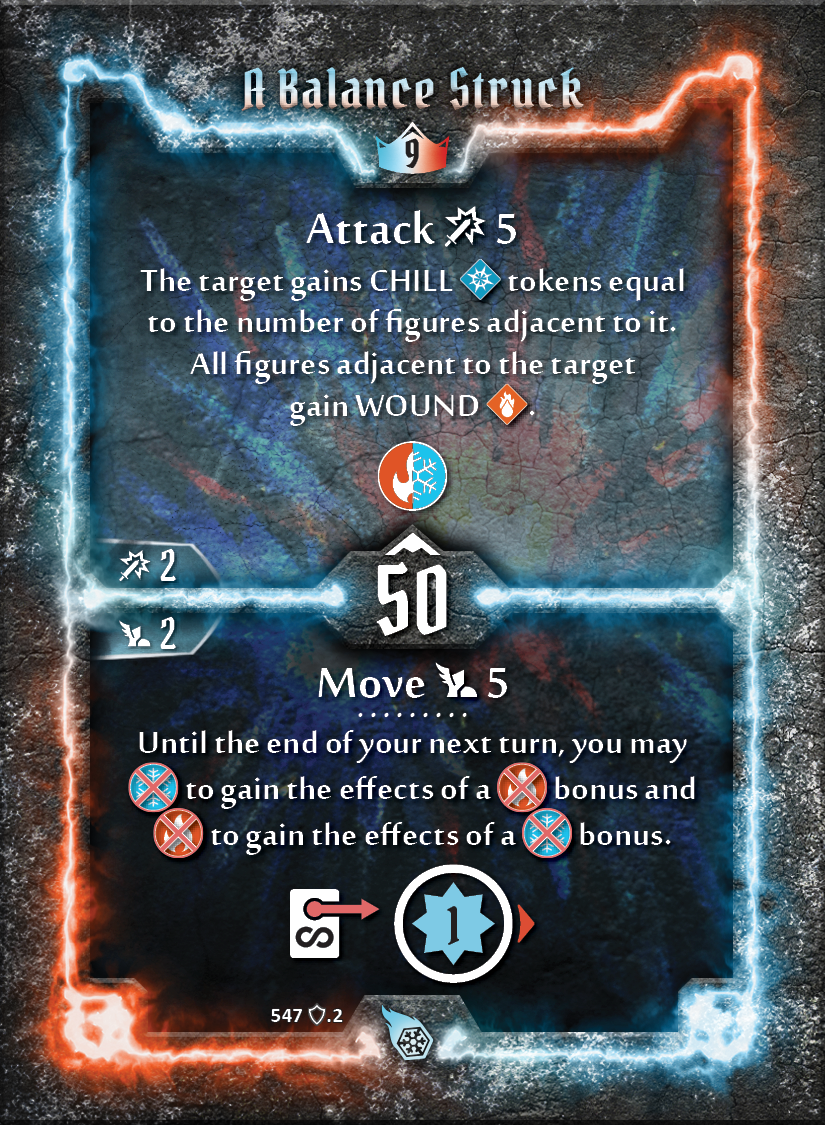 A Balance Struck
9
Attack 5
The target gains CHILL tokens equal
to the number of figures adjacent to it.
All figures adjacent to the target
gain WOUND .
2
50
2
Move 5
Until the end of your next turn, you may
to gain the effects of a bonus and
to gain the effects of a bonus.
1
547 .2